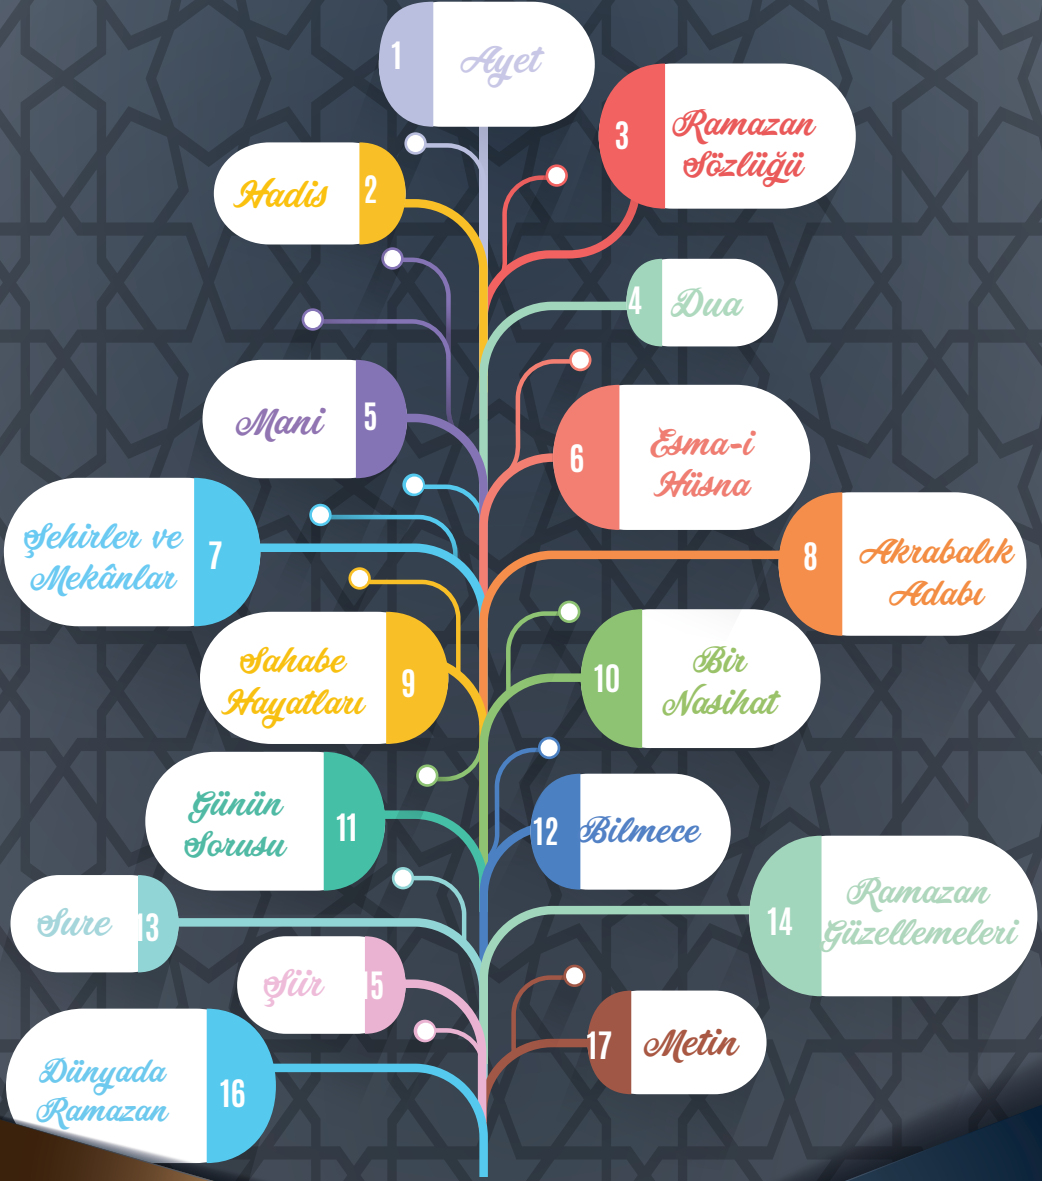 1 Ayet
2 Hadis
3 Ramazan
Sözlüğü
4 Dua
5 Mani
6 Esma-i
Hüsna
7 Şehirler ve
Mekânlar
8 Akrabalık
Adabı
9 Sahabe
Hayatları
10 Bir
Nasihat
11 Günün
Sorusu
12 Bilmece
13 Sure
14 Ramazan
Güzellemeleri
15 Şiir
16 Dünyada
Ramazan
17 Metin